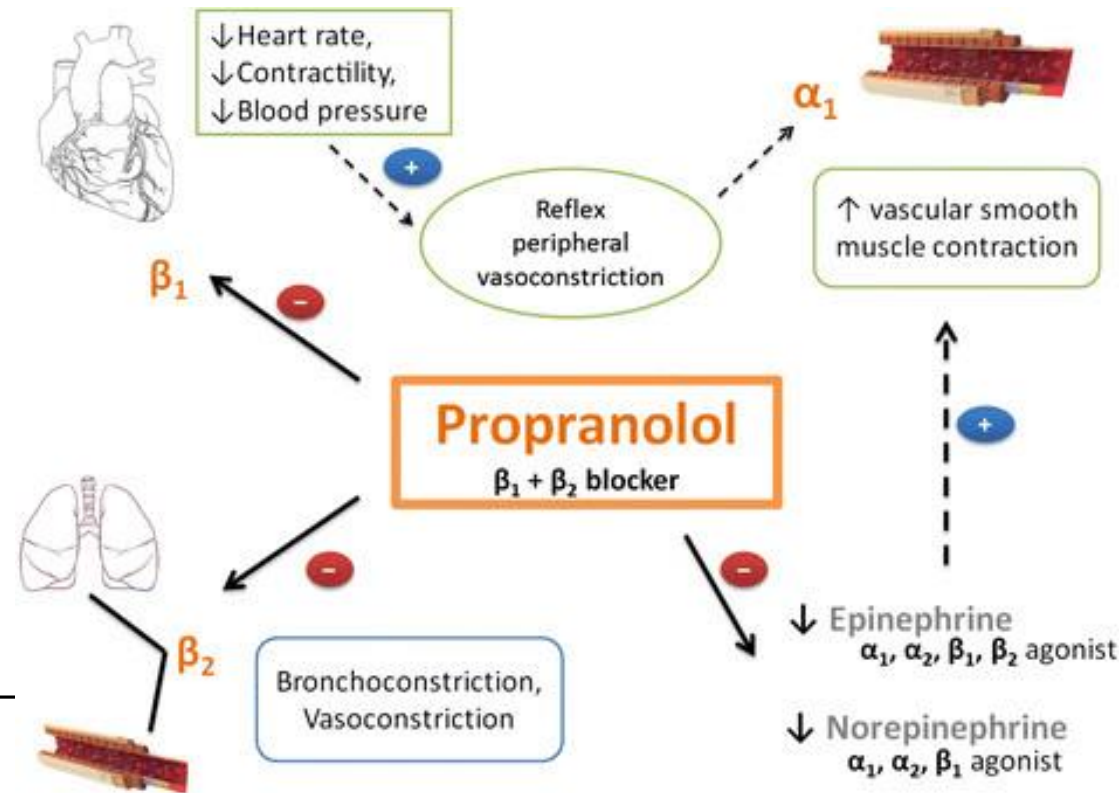 ↓Heart rate,
↓Contractility,
↓Blood pressure
α₁
+
Reflex
peripheral
vasoconstriction
↑ vascular smooth
muscle contraction
β₁
−
Propranolol
β₁ + β₂ blocker
+
−
−
↓ Epinephrine
α₁, α₂, β₁, β₂ agonist
β₂
Bronchoconstriction,
Vasoconstriction
↓ Norepinephrine
α₁, α₂, β₁ agonist